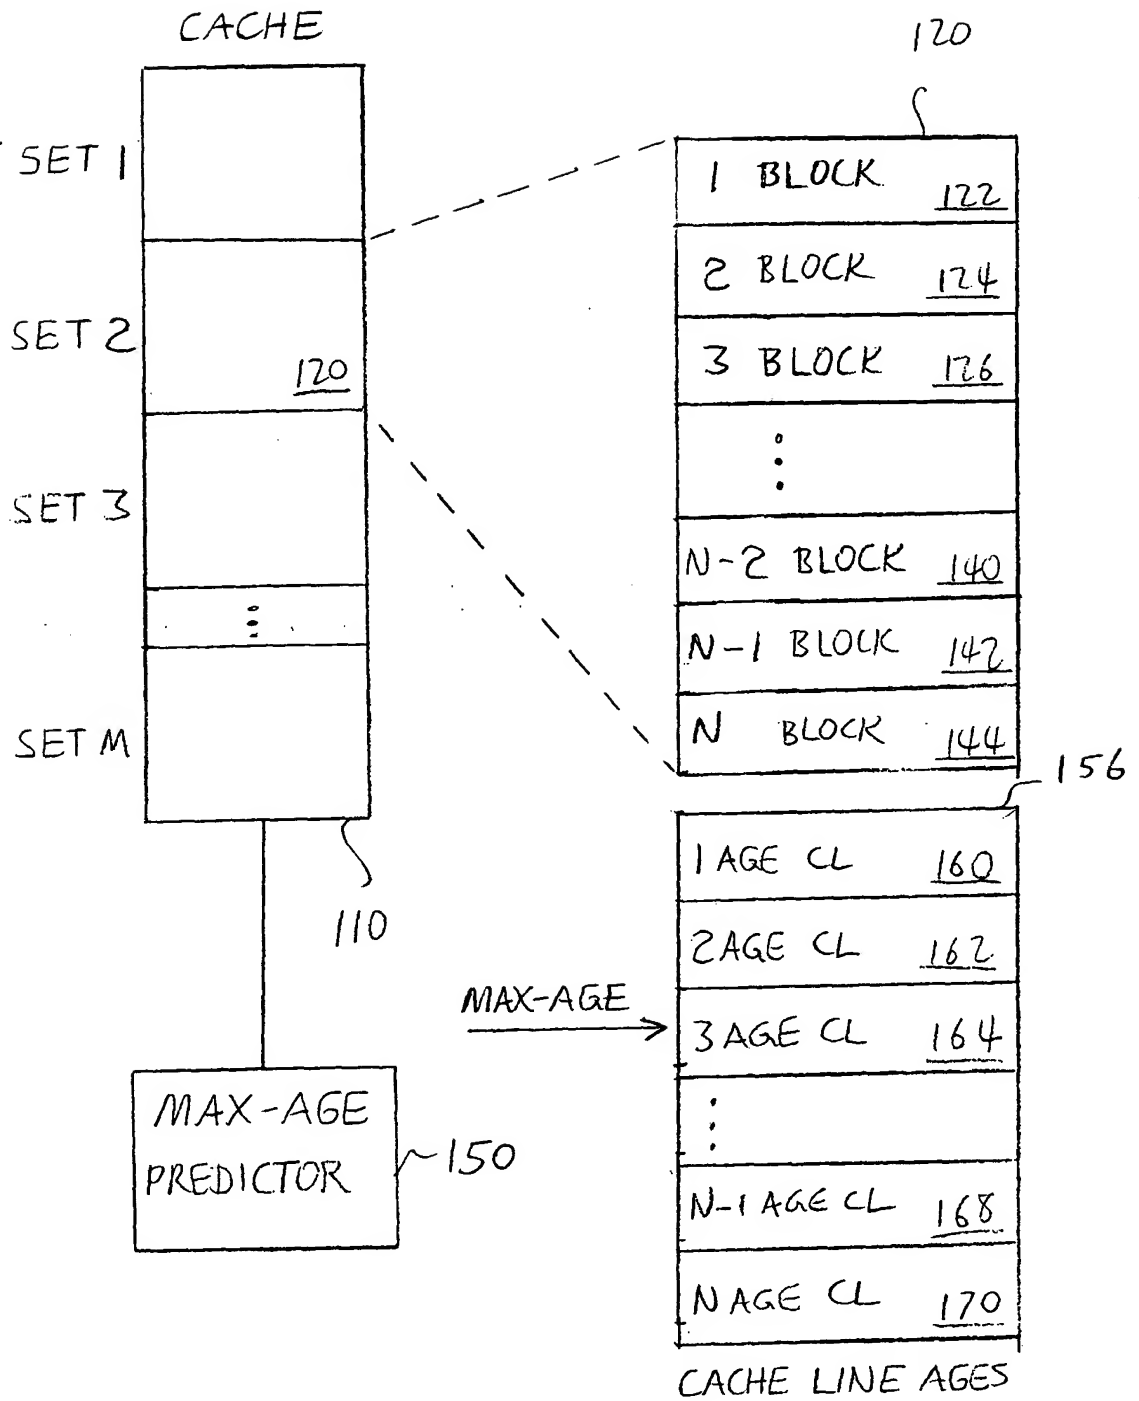 CACHE
SET 1
SET 2
120
SET 3
SET M
110
MAX-AGE
PREDICTOR
150
120
1 BLOCK 122
2 BLOCK 124
3 BLOCK 126
N-2 BLOCK 140
N-1 BLOCK 142
N BLOCK 144
156
1 AGE CL 160
2 AGE CL 162
MAX-AGE
3 AGE CL 164
N-1 AGE CL 168
N AGE CL 170
CACHE LINE AGES